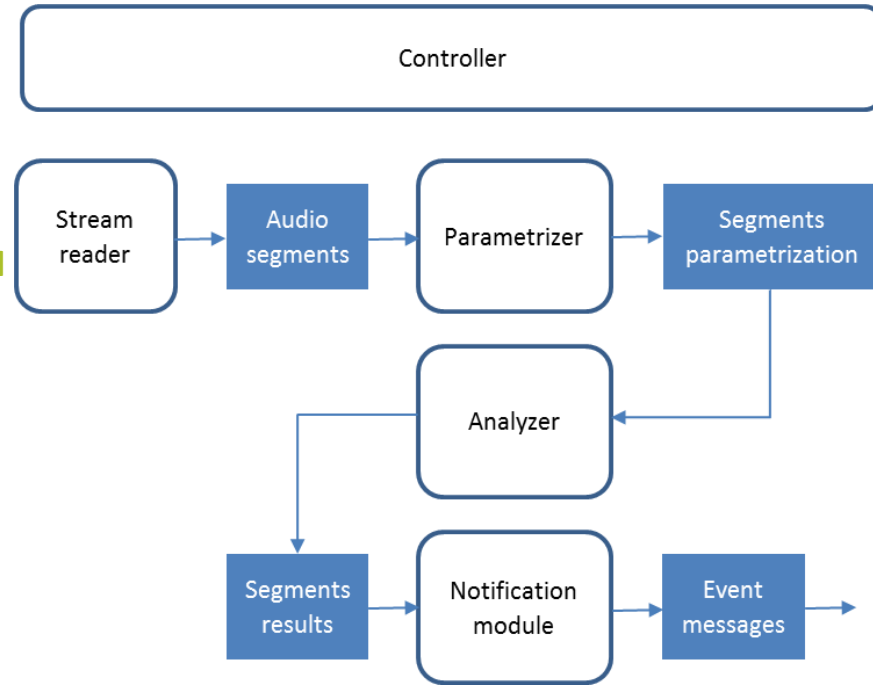 Controller
Stream
reader
Audio
segments
Parametrizer
Segments
parametrization
Analyzer
Segments
results
Notification
module
Event
messages